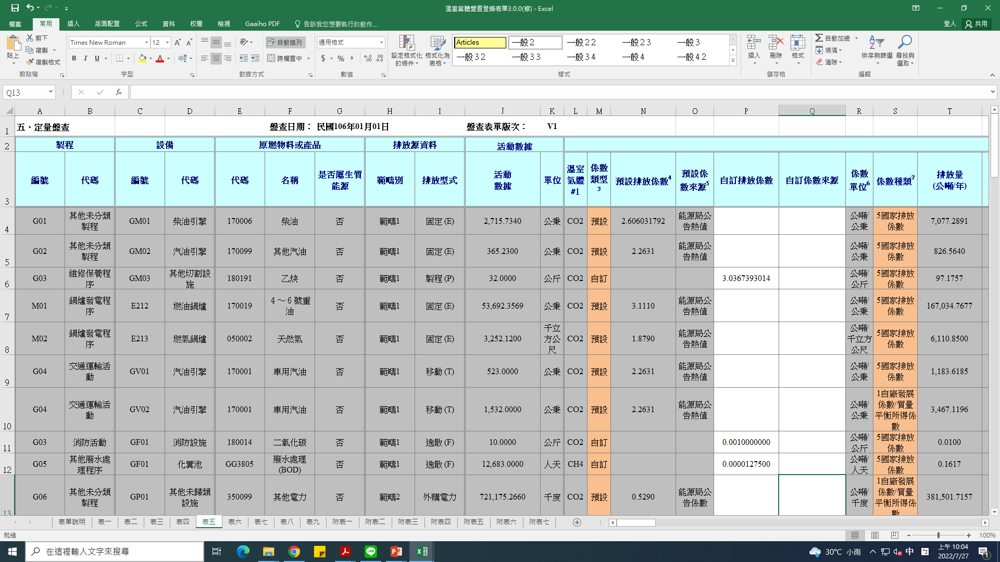 溫室氣體盤查登錄表單3.0.0(修) - Excel
檔案 常用 插入 版面配置 公式 資料 校閱 檢視 Gaaiho PDF 告訴我您想要執行的動作... 登入 共用
貼上 剪下 複製 複製格式 剪貼簿
Times New Roman 12 B I U A 中 字型
自動換列 跨欄置中 對齊方式
通用格式 $ % , 數值
設定格式化的條件 格式化為表格
Articles 一般 2 一般 2 2 一般 2 3 一般 3
一般 3 2 一般 3 3 一般 3 4 一般 4 一般 4 2
樣式
插入 刪除 格式 儲存格
自動加總 填滿 清除 排序與篩選 尋找與選取 編輯
Q13 fx
A B C D E F G H I J K L M N O P Q R S T
1 五、定量盤查 盤查日期： 民國106年01月01日 盤查表單版次： V1
2 製程 設備 原燃物料或產品 排放源資料 活動數據
3 編號 代碼 編號 代碼 代碼 名稱 是否屬生質能源 範疇別 排放型式 活動數據 單位 溫室氣體#1 係數類型3 預設排放係數4 預設係數來源5 自訂排放係數 自訂係數來源 係數單位6 係數種類7 排放量(公噸/年)
4 G01 其他未分類製程 GM01 柴油引擎 170006 柴油 否 範疇1 固定 (E) 2,715.7340 公秉 CO2 預設 2.606031792 能源局公告熱值 公噸/公秉 5國家排放係數 7,077.2891
5 G02 其他未分類製程 GM02 汽油引擎 170099 其他汽油 否 範疇1 固定 (E) 365.2300 公秉 CO2 預設 2.2631 能源局公告熱值 公噸/公秉 5國家排放係數 826.5640
6 G03 維修保養程序 GM03 其他切割設施 180191 乙炔 否 範疇1 製程 (P) 32.0000 公斤 CO2 自訂 3.0367393014 公噸/公斤 5國家排放係數 97.1757
7 M01 鍋爐發電程序 E212 燃油鍋爐 170019 4 ～ 6 號重油 否 範疇1 固定 (E) 53,692.3569 公秉 CO2 預設 3.1110 能源局公告熱值 公噸/公秉 5國家排放係數 167,034.7677
8 M02 鍋爐發電程序 E213 燃氣鍋爐 050002 天然氣 否 範疇1 固定 (E) 3,252.1200 千立方公尺 CO2 預設 1.8790 能源局公告熱值 公噸/千立方公尺 5國家排放係數 6,110.8500
9 G04 交通運輸活動 GV01 汽油引擎 170001 車用汽油 否 範疇1 移動 (T) 523.0000 公秉 CO2 預設 2.2631 能源局公告熱值 公噸/公秉 5國家排放係數 1,183.6185
10 G04 交通運輸活動 GV02 汽油引擎 170001 車用汽油 否 範疇1 移動 (T) 1,532.0000 公秉 CO2 預設 2.2631 能源局公告熱值 公噸/公秉 1自廠發展係數/質量平衡所得係數 3,467.1196
11 G03 消防活動 GF01 消防設施 180014 二氧化碳 否 範疇1 逸散 (F) 10.0000 公斤 CO2 自訂 0.0010000000 公噸/公斤 5國家排放係數 0.0100
12 G05 其他廢水處理程序 GF01 化糞池 GG3805 廢水處理(BOD) 否 範疇1 逸散 (F) 12,683.0000 人天 CH4 自訂 0.0000127500 公噸/人天 5國家排放係數 0.1617
13 G06 其他未分類製程 GP01 其他未歸類設施 350099 其他電力 否 範疇2 外購電力 721,175.2660 千度 CO2 預設 0.5290 能源局公告係數 公噸/千度 1自廠發展係數/質量平衡所得係數 381,501.7157
表單說明 表一 表二 表三 表四 表五 表六 表七 表八 表九 附表一 附表二 附表三 附表四 附表五 附表六 附表七
就緒 100%
在這裡輸入文字來搜尋 30°C 小雨 中 上午 10:04
2022/7/27 1